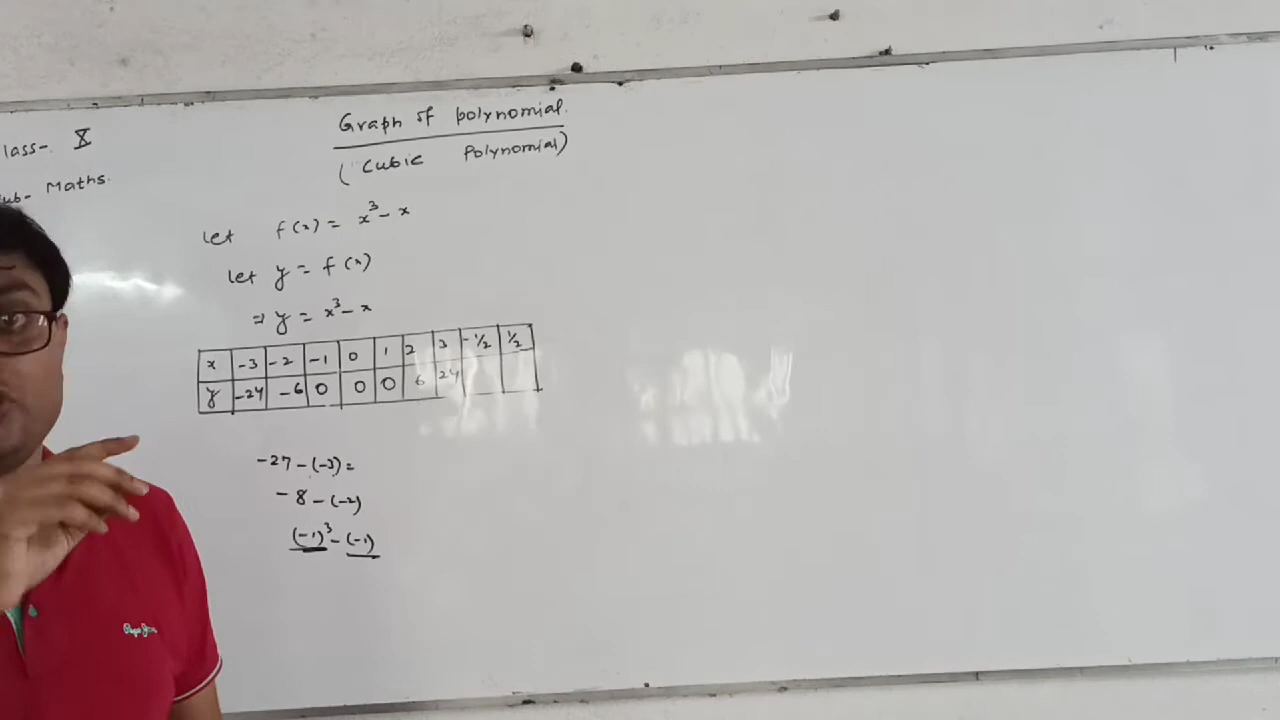 lass- X
ub- Maths.
Graph of polynomial.
(Cubic Polynomial)
Let f(x) = x³ - x
Let y = f(x)
⇒ y = x³ - x
x -3 -2 -1 0 1 2 3 -1/2 1/2
y -24 -6 0 0 0 6 24
-27 - (-3) =
-8 - (-2)
(-1)³ - (-1)